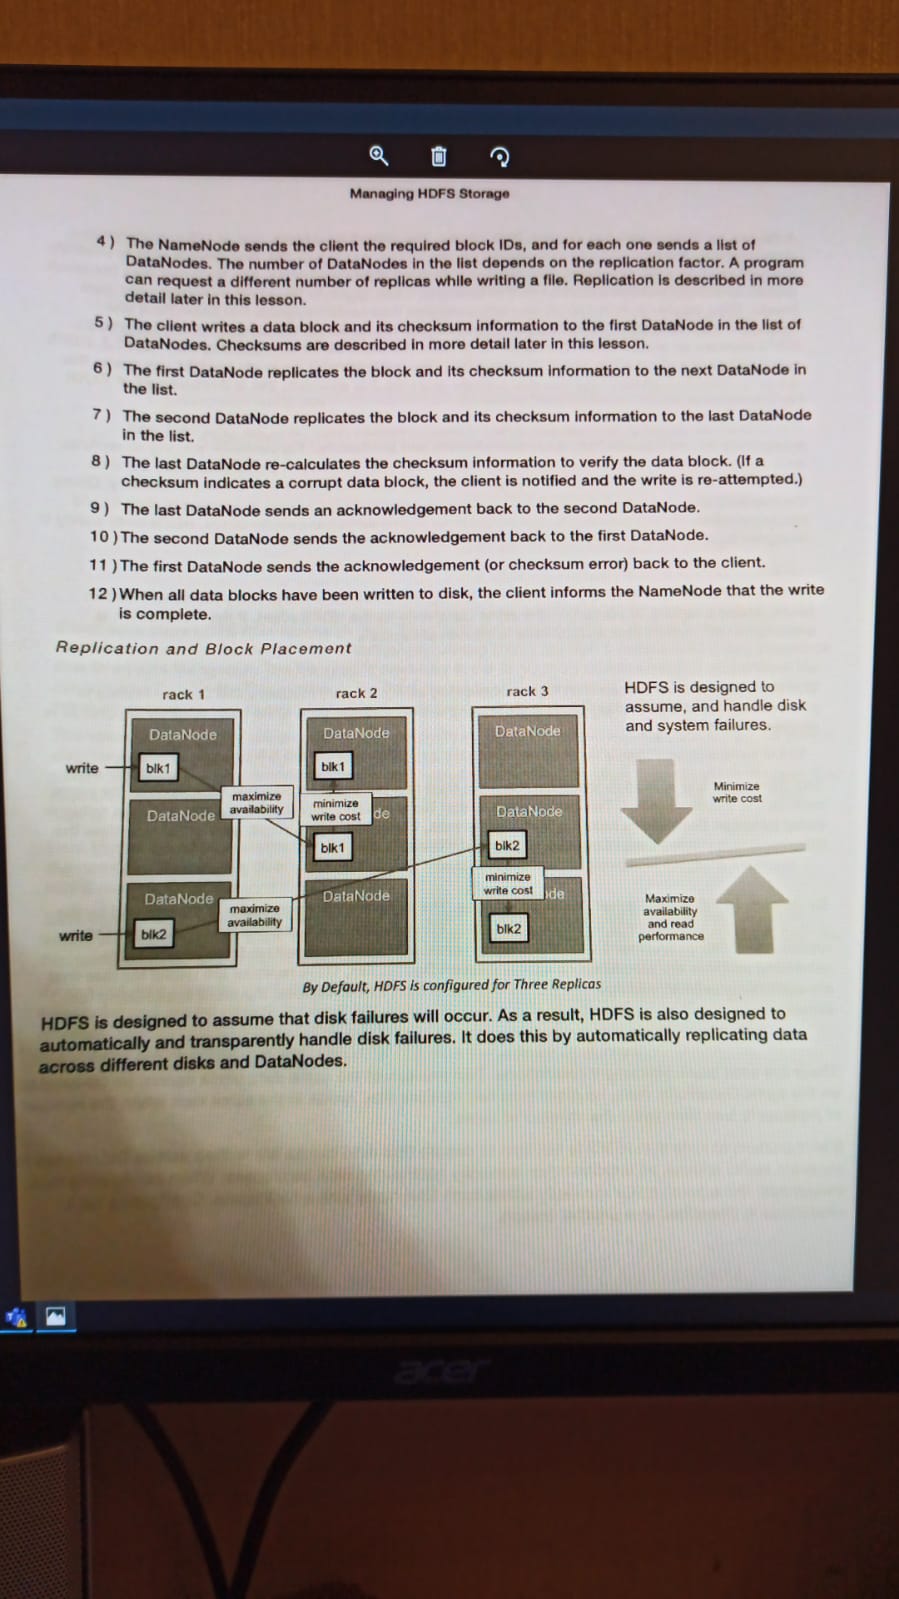 Managing HDFS Storage
4 ) The NameNode sends the client the required block IDs, and for each one sends a list of
DataNodes. The number of DataNodes in the list depends on the replication factor. A program
can request a different number of replicas while writing a file. Replication is described in more
detail later in this lesson.
5 ) The client writes a data block and its checksum information to the first DataNode in the list of
DataNodes. Checksums are described in more detail later in this lesson.
6 ) The first DataNode replicates the block and its checksum information to the next DataNode in
the list.
7 ) The second DataNode replicates the block and its checksum information to the last DataNode
in the list.
8 ) The last DataNode re-calculates the checksum information to verify the data block. (If a
checksum indicates a corrupt data block, the client is notified and the write is re-attempted.)
9 ) The last DataNode sends an acknowledgement back to the second DataNode.
10 ) The second DataNode sends the acknowledgement back to the first DataNode.
11 ) The first DataNode sends the acknowledgement (or checksum error) back to the client.
12 ) When all data blocks have been written to disk, the client informs the NameNode that the write
is complete.
Replication and Block Placement
rack 1
DataNode
write
blk1
maximize
availability
DataNode
DataNode
maximize
availability
write
blk2
rack 2
DataNode
blk1
minimize
write cost
de
blk1
DataNode
rack 3
DataNode
DataNode
blk2
minimize
write cost
de
blk2
HDFS is designed to
assume, and handle disk
and system failures.
Minimize
write cost
Maximize
availability
and read
performance
By Default, HDFS is configured for Three Replicas
HDFS is designed to assume that disk failures will occur. As a result, HDFS is also designed to
automatically and transparently handle disk failures. It does this by automatically replicating data
across different disks and DataNodes.
acer